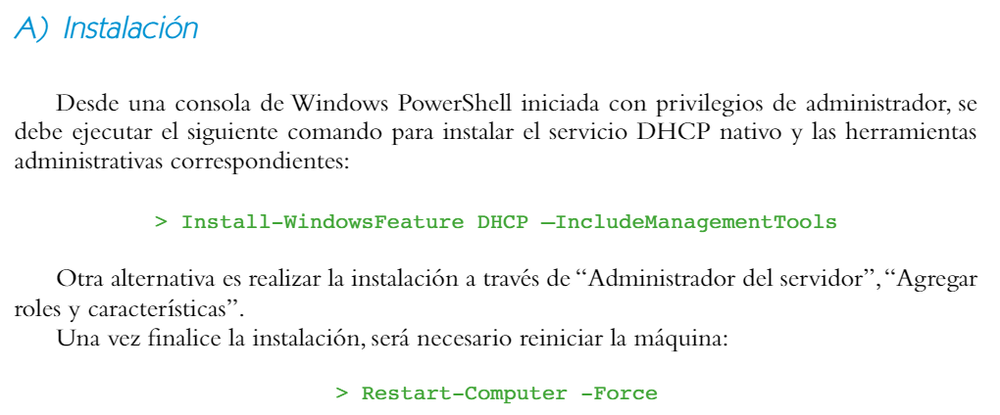 A) Instalación
Desde una consola de Windows PowerShell iniciada con privilegios de administrador, se
debe ejecutar el siguiente comando para instalar el servicio DHCP nativo y las herramientas
administrativas correspondientes:
> Install-WindowsFeature DHCP –IncludeManagementTools
Otra alternativa es realizar la instalación a través de “Administrador del servidor”, “Agregar
roles y características”.
Una vez finalice la instalación, será necesario reiniciar la máquina:
> Restart-Computer -Force